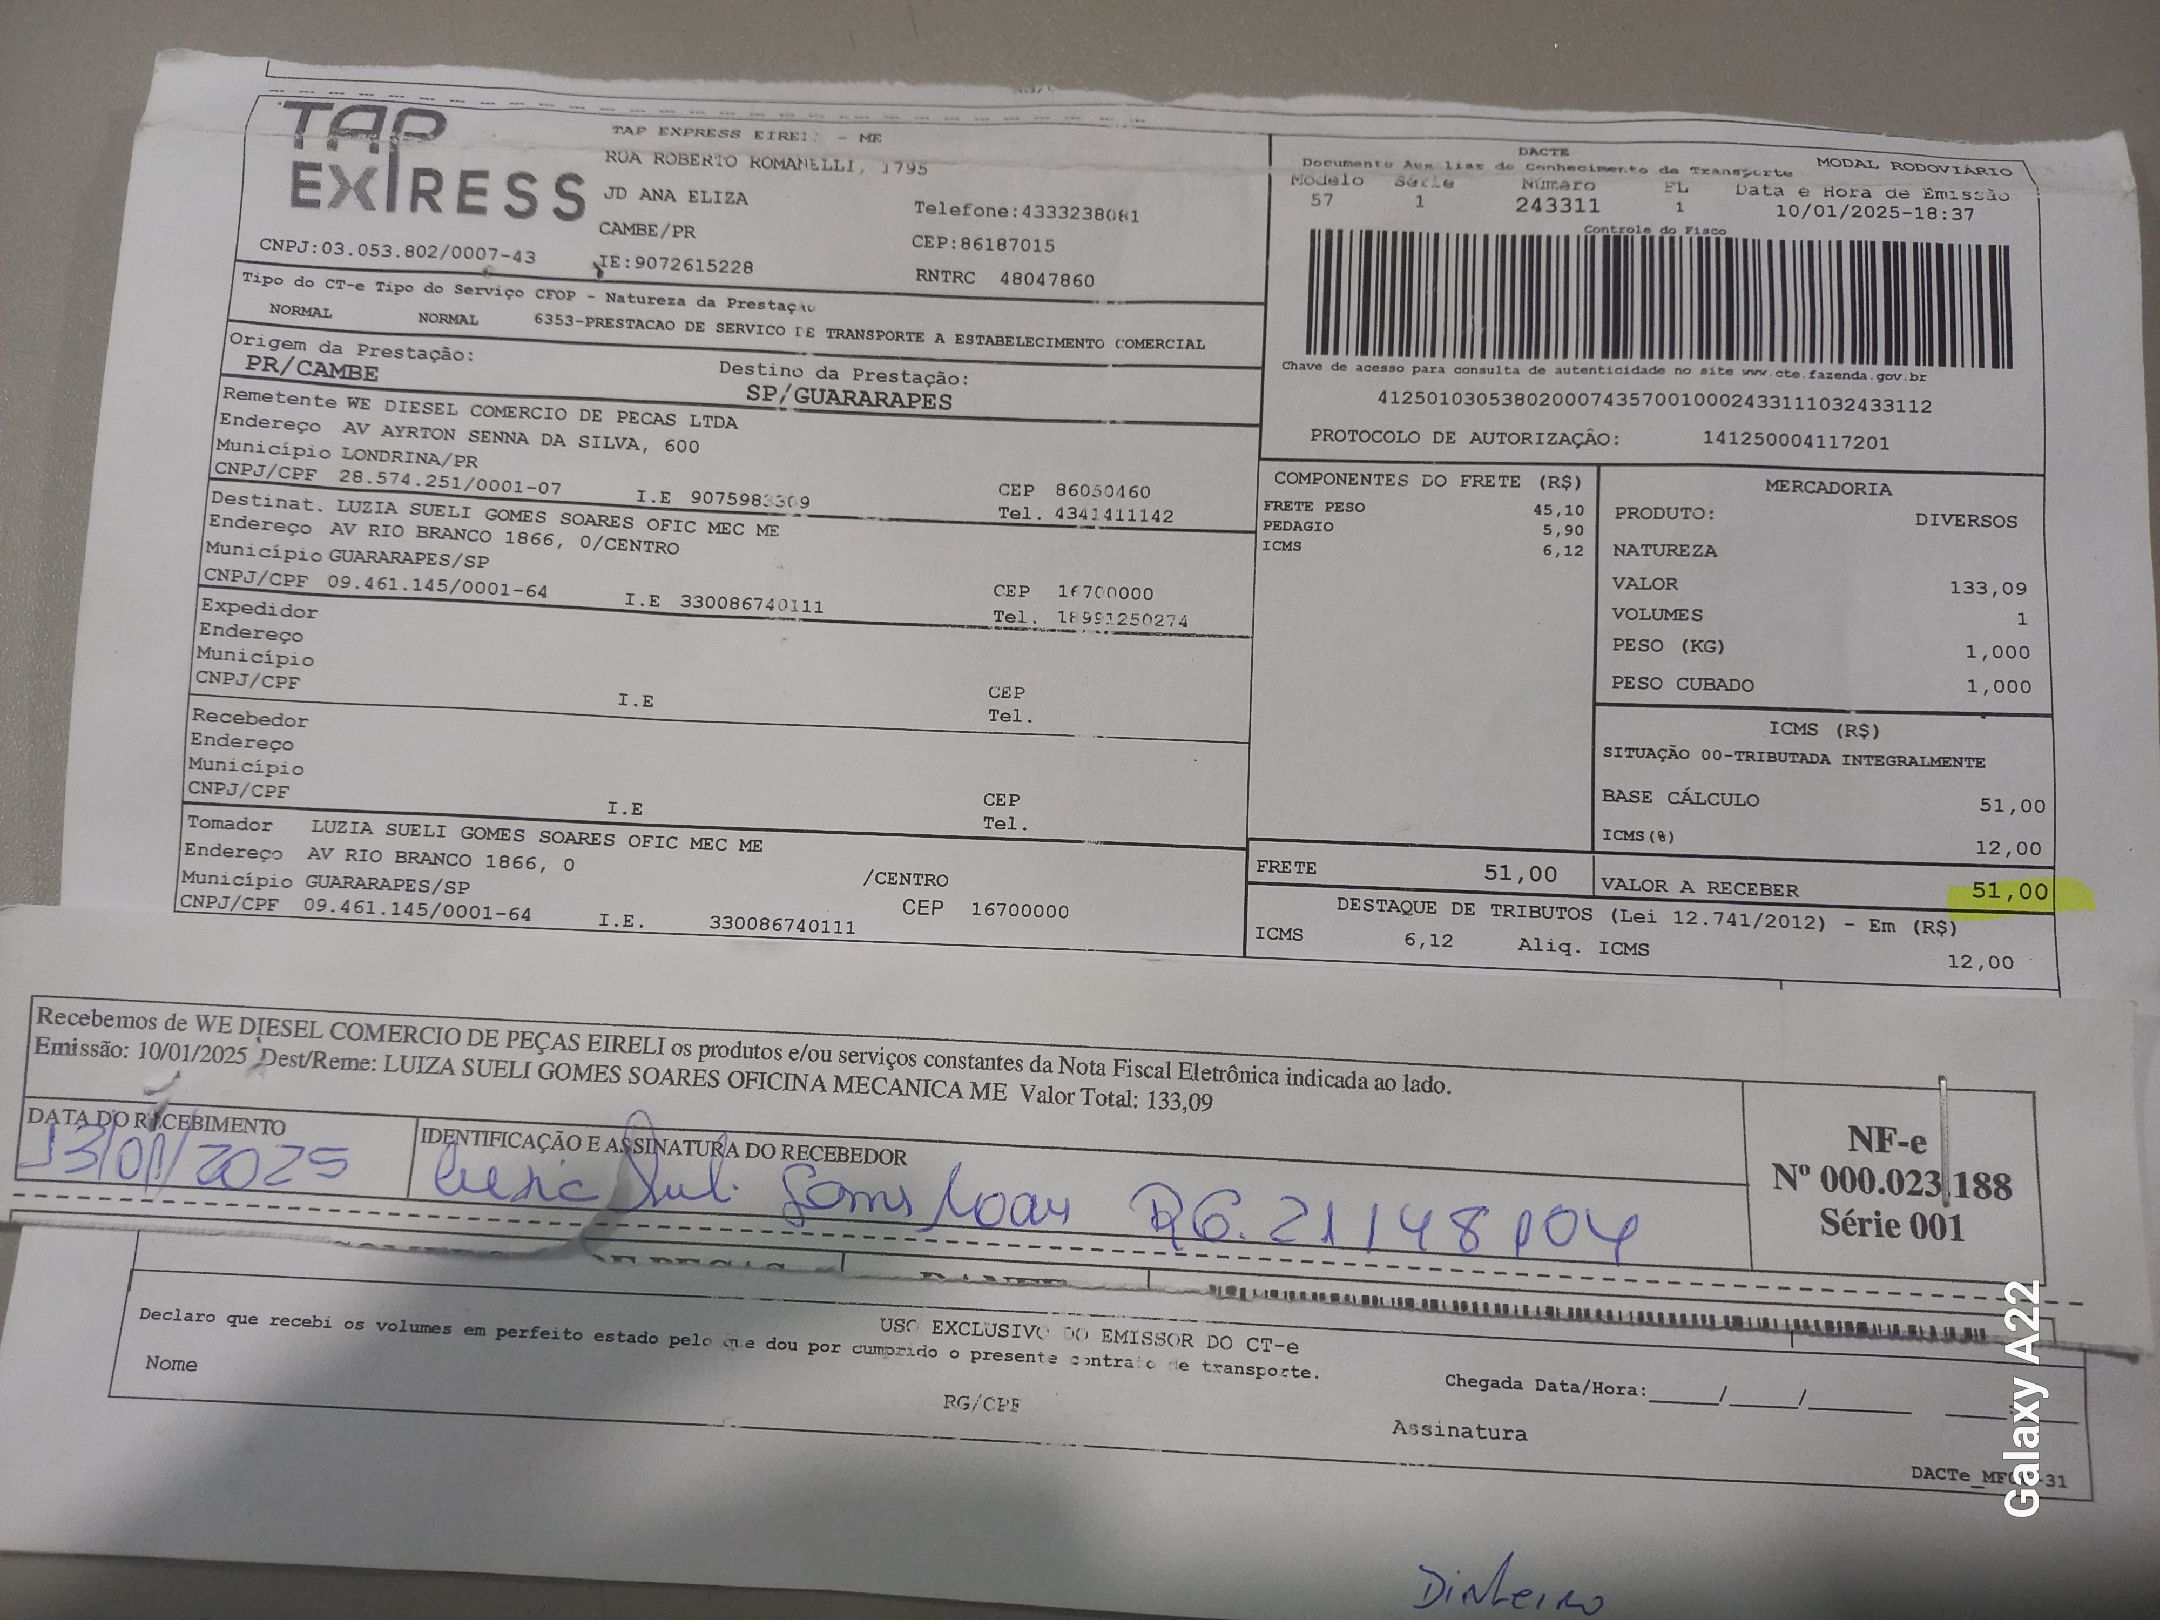 TAP EXPRESS
TAP EXPRESS EIRELI - ME
RUA ROBERTO ROMANELLI, 1795
JD ANA ELIZA
Telefone:4333238081
CAMBE/PR
CEP:86187015
CNPJ:03.053.802/0007-43
IE:9072615228
RNTRC 48047860
DACTE
Documento Auxiliar de Conhecimento de Transporte
MODAL RODOVIÁRIO
Modelo Série Número FL Data e Hora de Emissão
57 1 243311 1 10/01/2025-18:37
Controle do Fisco
Chave de acesso para consulta de autenticidade no site www.cte.fazenda.gov.br
41250103053802000743570010002433111032433112
PROTOCOLO DE AUTORIZAÇÃO: 141250004117201
Tipo do CT-e Tipo do Serviço CFOP - Natureza da Prestação
NORMAL NORMAL 6353-PRESTACAO DE SERVICO DE TRANSPORTE A ESTABELECIMENTO COMERCIAL
Origem da Prestação: Destino da Prestação:
PR/CAMBE SP/GUARARAPES
Remetente WE DIESEL COMERCIO DE PECAS LTDA
Endereço AV AYRTON SENNA DA SILVA, 600
Município LONDRINA/PR CEP 86050460
CNPJ/CPF 28.574.251/0001-07 I.E 9075983309 Tel. 4341411142
Destinat. LUZIA SUELI GOMES SOARES OFIC MEC ME
Endereço AV RIO BRANCO 1866, 0/CENTRO
Município GUARARAPES/SP CEP 16700000
CNPJ/CPF 09.461.145/0001-64 I.E 330086740111 Tel. 18991250274
Expedidor
Endereço
Município CEP
CNPJ/CPF I.E Tel.
Recebedor
Endereço
Município CEP
CNPJ/CPF I.E Tel.
Tomador LUZIA SUELI GOMES SOARES OFIC MEC ME
Endereço AV RIO BRANCO 1866, 0 /CENTRO
Município GUARARAPES/SP CEP 16700000
CNPJ/CPF 09.461.145/0001-64 I.E. 330086740111
COMPONENTES DO FRETE (R$)
FRETE PESO 45,10
PEDAGIO 5,90
ICMS 6,12
MERCADORIA
PRODUTO: DIVERSOS
NATUREZA
VALOR 133,09
VOLUMES 1
PESO (KG) 1,000
PESO CUBADO 1,000
ICMS (R$)
SITUAÇÃO 00-TRIBUTADA INTEGRALMENTE
BASE CÁLCULO 51,00
ICMS(%) 12,00
FRETE 51,00 VALOR A RECEBER 51,00
DESTAQUE DE TRIBUTOS (Lei 12.741/2012) - Em (R$)
ICMS 6,12 Aliq. ICMS 12,00
Recebemos de WE DIESEL COMERCIO DE PEÇAS EIRELI os produtos e/ou serviços constantes da Nota Fiscal Eletrônica indicada ao lado.
Emissão: 10/01/2025 Dest/Reme: LUIZA SUELI GOMES SOARES OFICINA MECANICA ME Valor Total: 133,09
DATA DO RECEBIMENTO IDENTIFICAÇÃO E ASSINATURA DO RECEBEDOR
13/01/2025
NF-e
Nº 000.023.188
Série 001
USO EXCLUSIVO DO EMISSOR DO CT-e
Declaro que recebi os volumes em perfeito estado pelo que dou por cumprido o presente contrato de transporte.
Nome RG/CPF Chegada Data/Hora: / /
Assinatura
Galaxy A22
Dinheiro